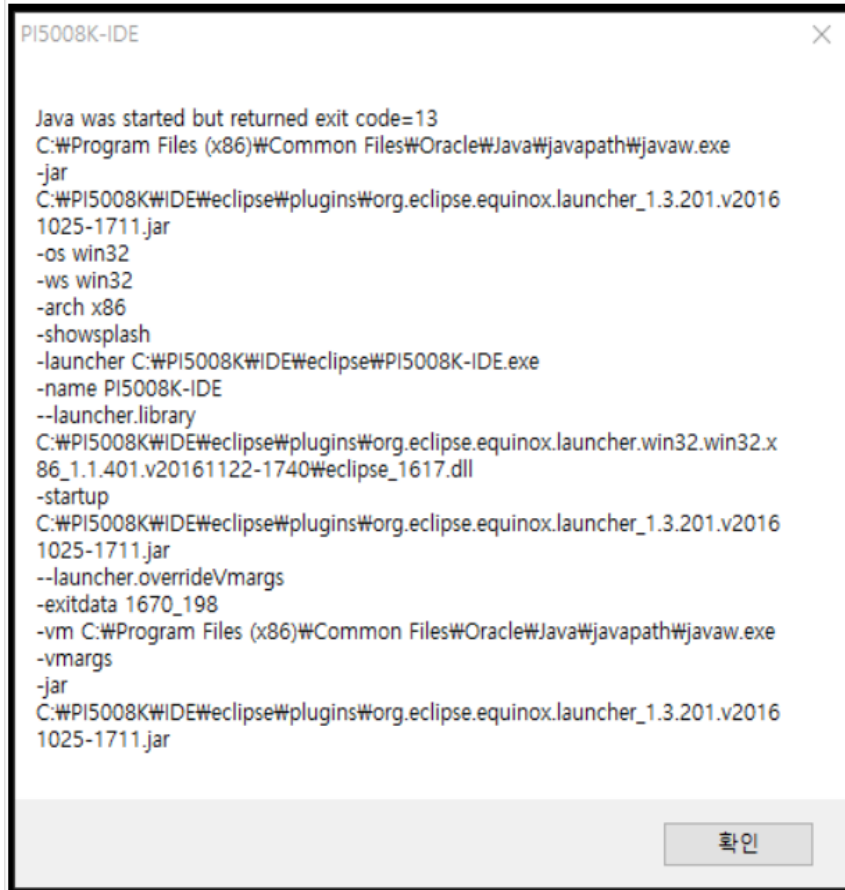 PI5008K-IDE
Java was started but returned exit code=13
C:₩Program Files (x86)₩Common Files₩Oracle₩Java₩javapath₩javaw.exe
-jar
C:₩PI5008K₩IDE₩eclipse₩plugins₩org.eclipse.equinox.launcher_1.3.201.v2016
1025-1711.jar
-os win32
-ws win32
-arch x86
-showsplash
-launcher C:₩PI5008K₩IDE₩eclipse₩PI5008K-IDE.exe
-name PI5008K-IDE
--launcher.library
C:₩PI5008K₩IDE₩eclipse₩plugins₩org.eclipse.equinox.launcher.win32.win32.x
86_1.1.401.v20161122-1740₩eclipse_1617.dll
-startup
C:₩PI5008K₩IDE₩eclipse₩plugins₩org.eclipse.equinox.launcher_1.3.201.v2016
1025-1711.jar
--launcher.overrideVmargs
-exitdata 1670_198
-vm C:₩Program Files (x86)₩Common Files₩Oracle₩Java₩javapath₩javaw.exe
-vmargs
-jar
C:₩PI5008K₩IDE₩eclipse₩plugins₩org.eclipse.equinox.launcher_1.3.201.v2016
1025-1711.jar
확인